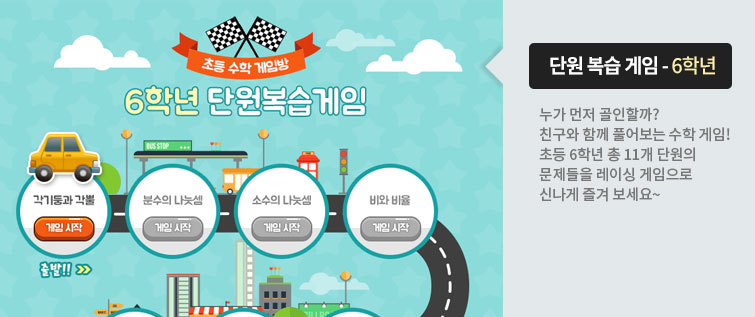 초등 수학 게임방
6학년 단원복습게임
BUS STOP
각기둥과 각뿔
게임 시작
분수의 나눗셈
게임 시작
소수의 나눗셈
게임 시작
비와 비율
게임 시작
출발!!
단원 복습 게임 - 6학년
누가 먼저 골인할까?
친구와 함께 풀어보는 수학 게임!
초등 6학년 총 11개 단원의
문제들을 레이싱 게임으로
신나게 즐겨 보세요~